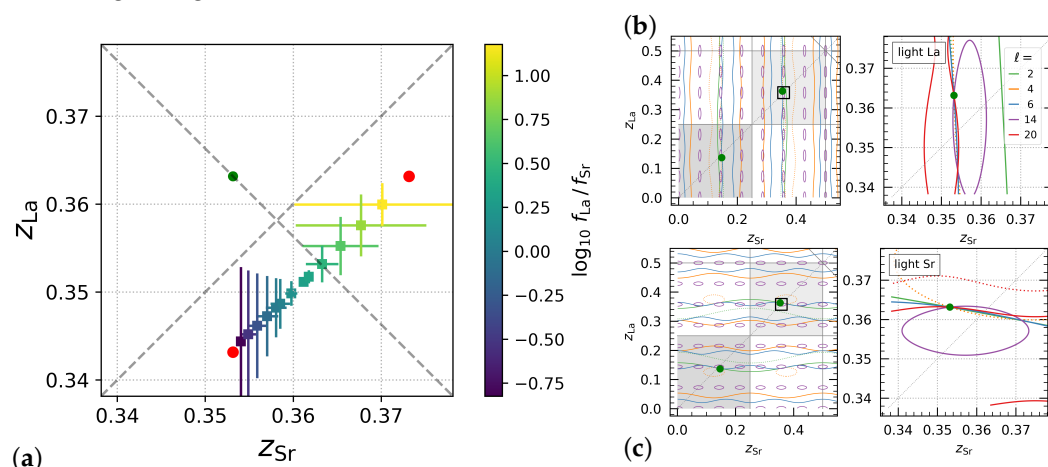 0.37
0.36
0.35
0.34
z_La
0.34 0.35 0.36 0.37
z_Sr
(a)
1.00
0.75
0.50
0.25
0.00
−0.25
−0.50
−0.75
log₁₀ f_La / f_Sr
(b)
0.5
0.4
0.3
0.2
0.1
0.0
z_La
0.0 0.2 0.4
z_Sr
light La
ℓ =
2
4
6
14
20
0.37
0.36
0.35
0.34
0.34 0.35 0.36 0.37
z_Sr
(c)
0.5
0.4
0.3
0.2
0.1
0.0
z_La
0.0 0.2 0.4
z_Sr
light Sr
0.37
0.36
0.35
0.34
0.34 0.35 0.36 0.37
z_Sr